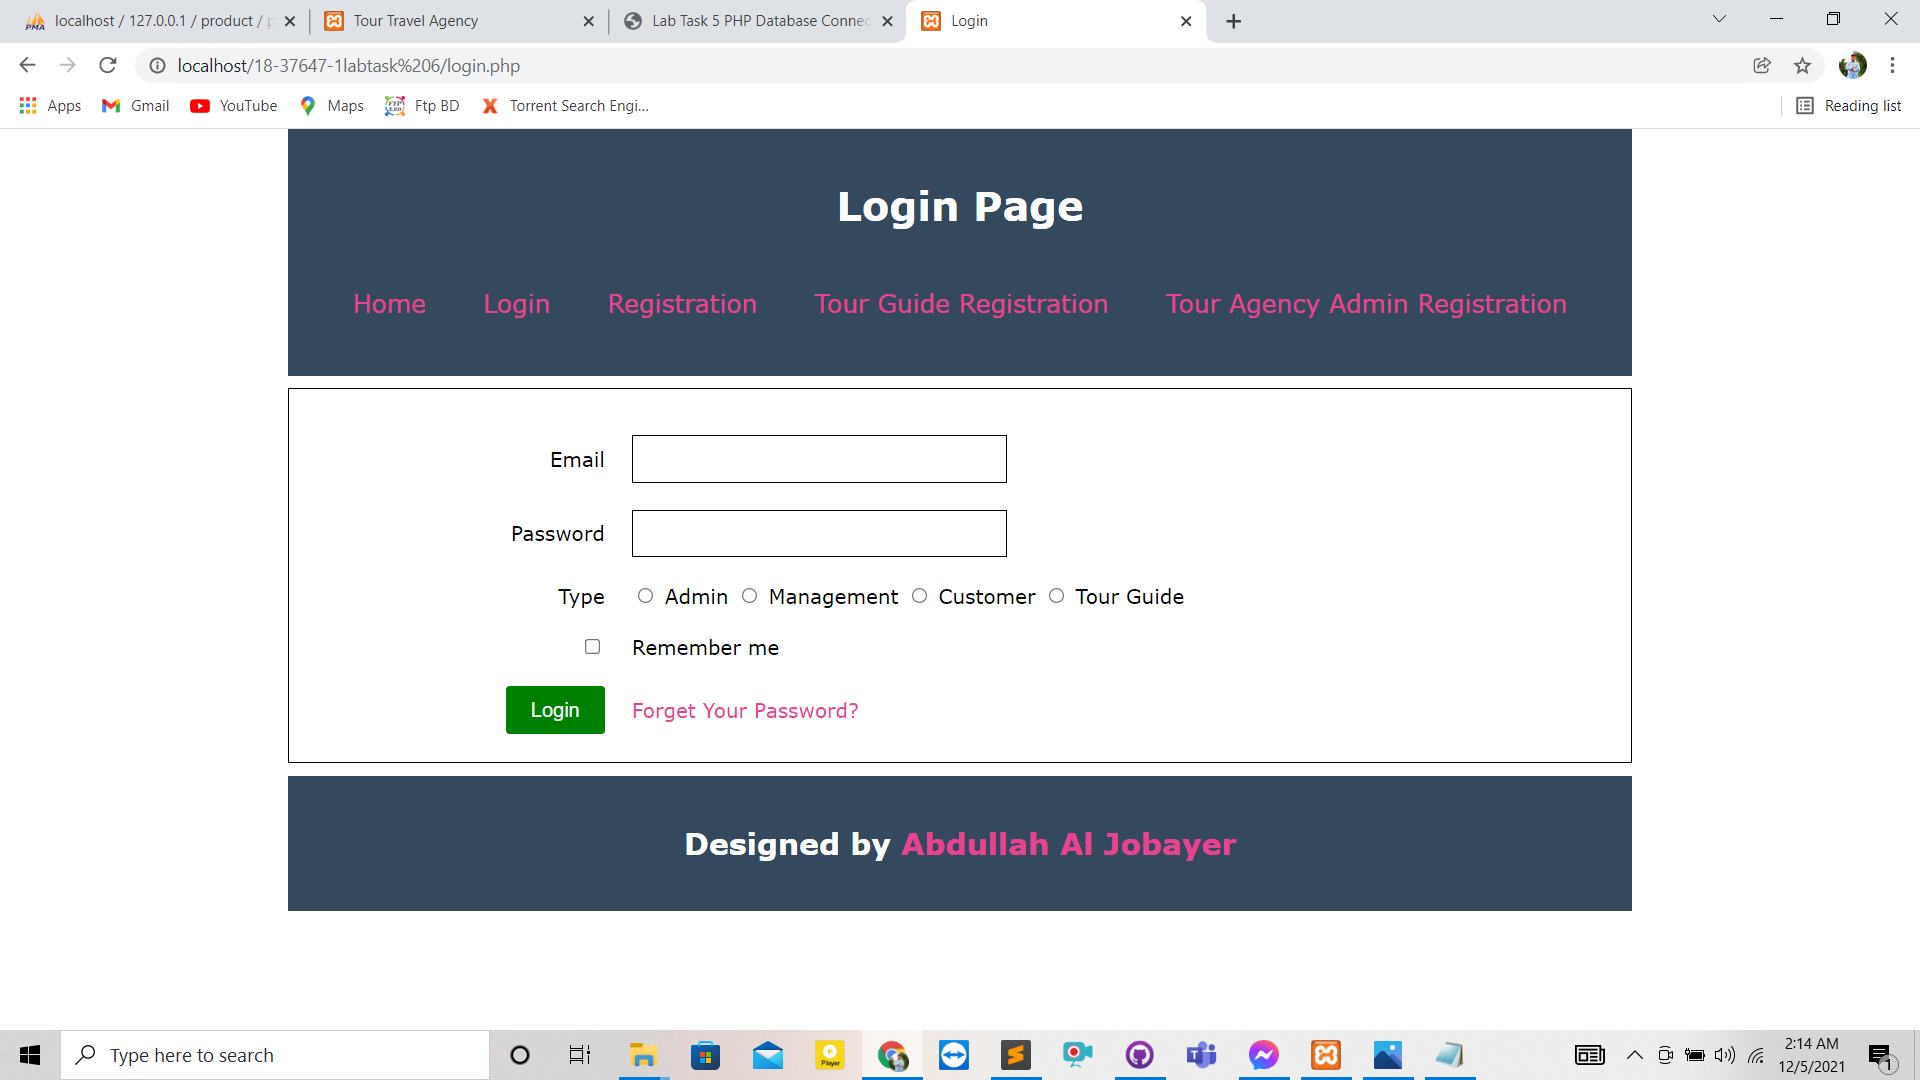 localhost / 127.0.0.1 / product / p
Tour Travel Agency
Lab Task 5 PHP Database Connec
Login
localhost/18-37647-1labtask%206/login.php
Apps
Gmail
YouTube
Maps
Ftp BD
Torrent Search Engi...
Reading list
Login Page
Home Login Registration Tour Guide Registration Tour Agency Admin Registration
Email
Password
Type Admin Management Customer Tour Guide
Remember me
Login Forget Your Password?
Designed by Abdullah Al Jobayer
Type here to search
2:14 AM
12/5/2021
1